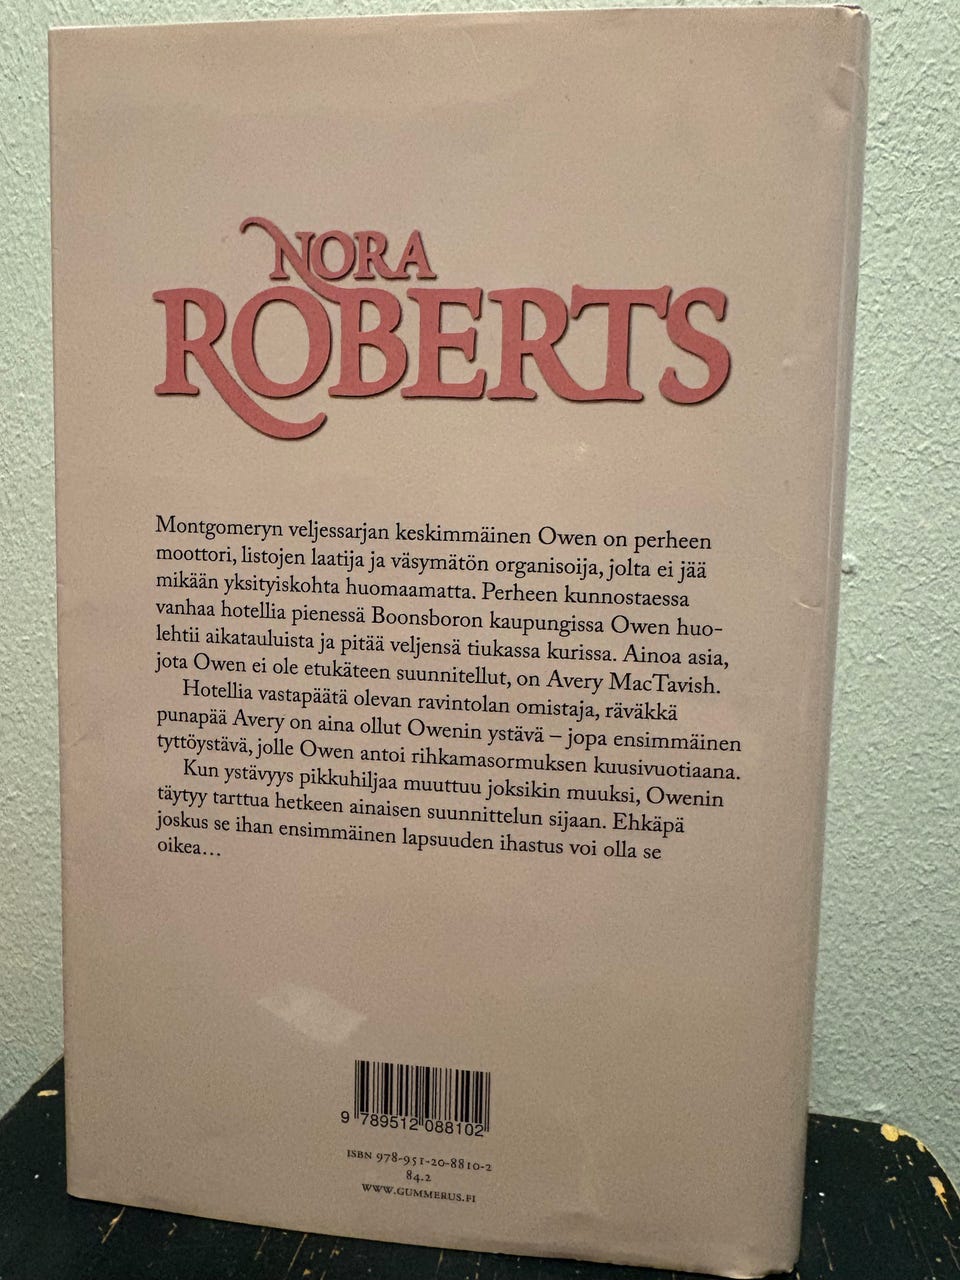 NORA
ROBERTS
Montgomeryn veljessarjan keskimmäinen Owen on perheen
moottori, listojen laatija ja väsymätön organisoija, jolta ei jää
mikään yksityiskohta huomaamatta. Perheen kunnostaessa
vanhaa hotellia pienessä Boonsboron kaupungissa Owen huo-
lehtii aikatauluista ja pitää veljensä tiukassa kurissa. Ainoa asia,
jota Owen ei ole etukäteen suunnitellut, on Avery MacTavish.
Hotellia vastapäätä olevan ravintolan omistaja, räväkkä
punapää Avery on aina ollut Owenin ystävä – jopa ensimmäinen
tyttöystävä, jolle Owen antoi rihkamasormuksen kuusivuotiaana.
Kun ystävyys pikkuhiljaa muuttuu joksikin muuksi, Owenin
täytyy tarttua hetkeen ainaisen suunnittelun sijaan. Ehkäpä
joskus se ihan ensimmäinen lapsuuden ihastus voi olla se
oikea…
9 789512 088102
ISBN 978-951-20-8810-2
84.2
WWW.GUMMERUS.FI